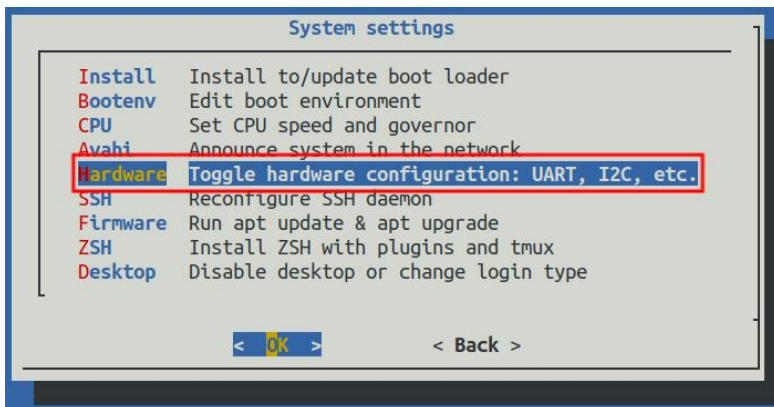 System settings
Install Install to/update boot loader
Bootenv Edit boot environment
CPU Set CPU speed and governor
Avahi Announce system in the network
Hardware Toggle hardware configuration: UART, I2C, etc.
SSH Reconfigure SSH daemon
Firmware Run apt update & apt upgrade
ZSH Install ZSH with plugins and tmux
Desktop Disable desktop or change login type
< OK > < Back >